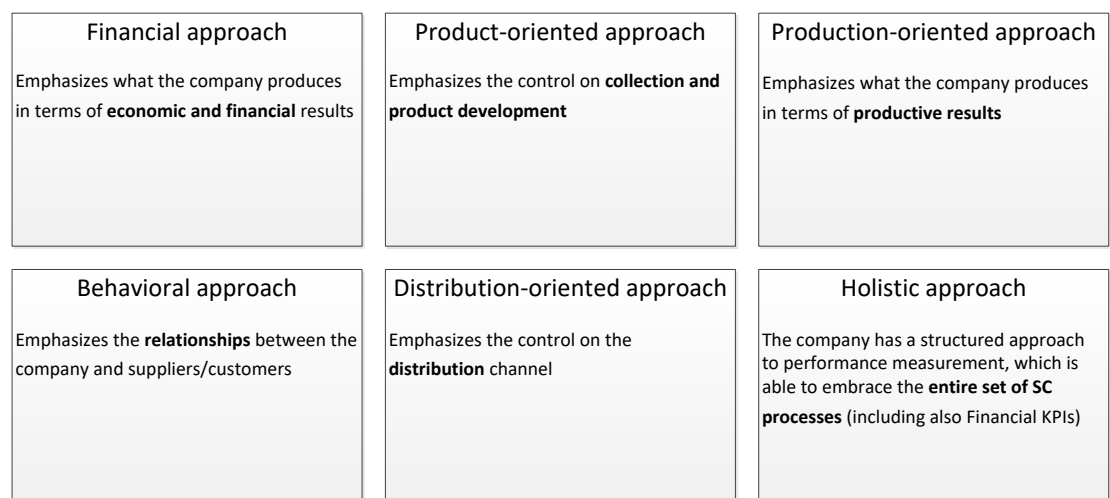 Financial approach
Emphasizes what the company produces
in terms of economic and financial results
Product-oriented approach
Emphasizes the control on collection and
product development
Production-oriented approach
Emphasizes what the company produces
in terms of productive results
Behavioral approach
Emphasizes the relationships between the
company and suppliers/customers
Distribution-oriented approach
Emphasizes the control on the
distribution channel
Holistic approach
The company has a structured approach
to performance measurement, which is
able to embrace the entire set of SC
processes (including also Financial KPIs)